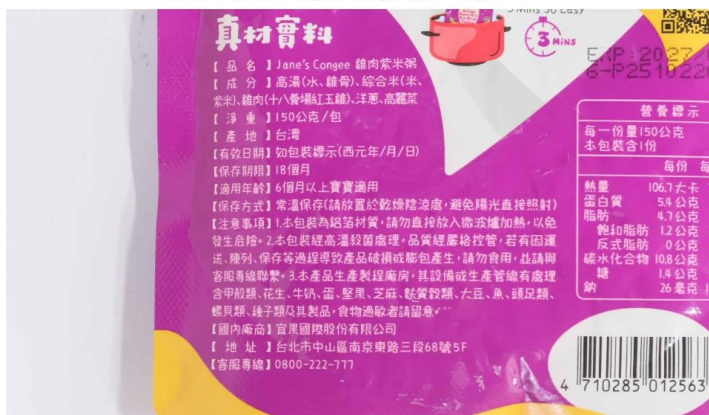 3 Mins So Easy
3 MINS
真材實料
【 品 名 】Jane's Congee 雞肉紫米粥
【 成 分 】高湯(水、雞骨)、綜合米(米、
紫米)、雞肉(十八養場紅玉雞)、洋蔥、高麗菜
【 淨 重 】150公克/包
【 產 地 】台灣
【有效日期】如包裝標示(西元年/月/日)
【保存期限】18個月
【適用年齡】6個月以上寶寶適用
【保存方式】常溫保存(請放置於乾燥陰涼處,避免陽光直接照射)
【注意事項】1.本包裝為鋁箔材質,請勿直接放入微波爐加熱,以免
發生危險。2.本包裝經高溫殺菌處理,品質經嚴格控管,若有因運
送、陳列、保存等過程導致產品破損或膨包產生,請勿食用,並請與
客服專線聯繫。3.本產品生產製程廠房,其設備或生產管線有處理
含甲殼類、花生、牛奶、蛋、堅果、芝麻、麩質穀類、大豆、魚、頭足類、
螺貝類、種子類及其製品,食物過敏者請留意。
【國內廠商】宜果國際股份有限公司
【 地 址 】台北市中山區南京東路三段68號5F
【客服專線】0800-222-777
EXP 2027/
6-P2510220
營養標示
每一份量150公克
本包裝含1份
每份 每
熱量 106.7大卡
蛋白質 5.4公克
脂肪 4.7公克
飽和脂肪 1.2公克
反式脂肪 0公克
碳水化合物 10.8公克
糖 1.4公克
鈉 26毫克
4 710285 012563